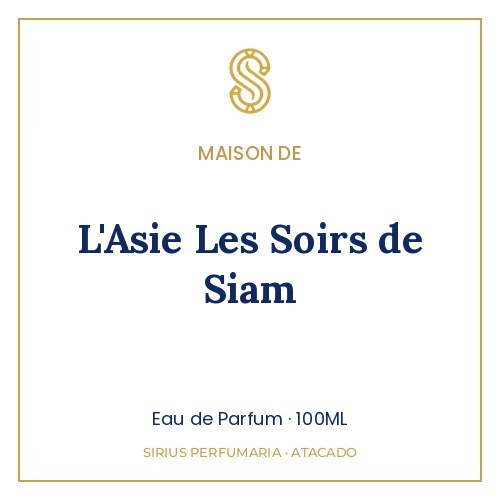 MAISON DE
L'Asie Les Soirs de
Siam
Eau de Parfum · 100ML
SIRIUS PERFUMARIA · ATACADO